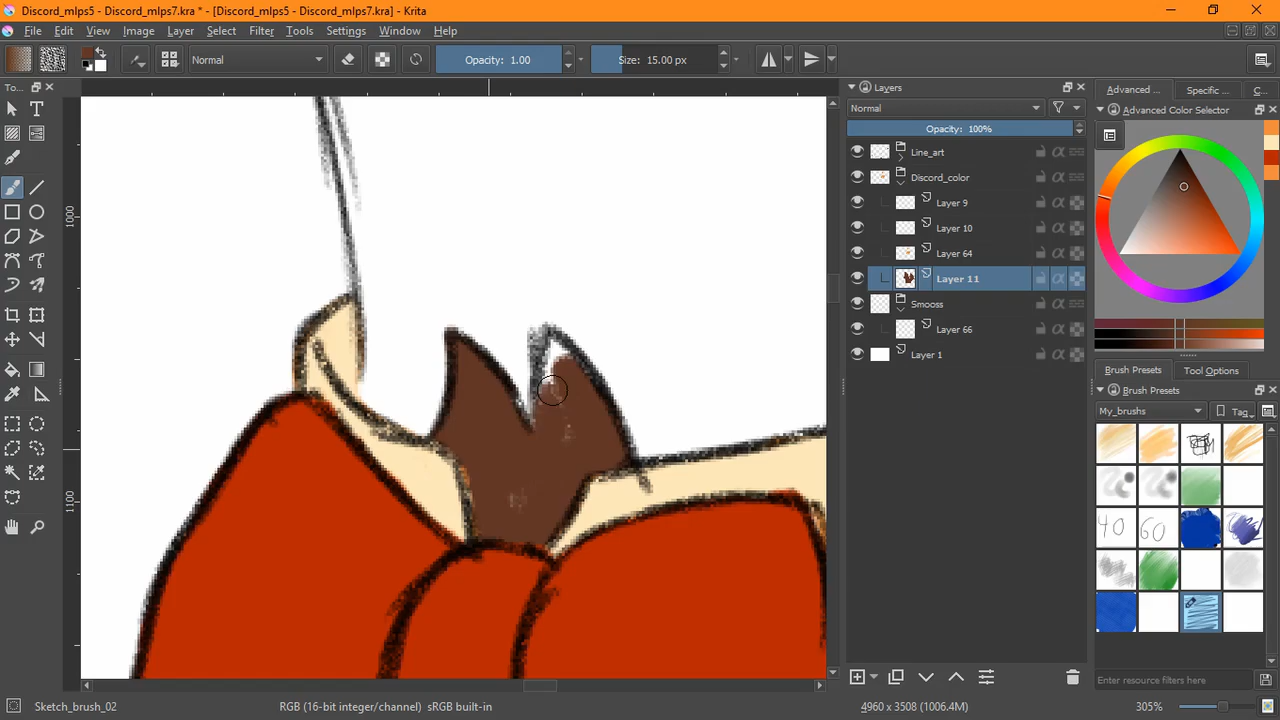 Discord_mlps5 - Discord_mlps7.kra * - [Discord_mlps5 - Discord_mlps7.kra] - Krita
File Edit View Image Layer Select Filter Tools Settings Window Help
Normal Opacity: 1.00 Size: 15.00 px
To...
1000
1100
Layers
Normal
Opacity: 100%
Line_art
Discord_color
Layer 9
Layer 10
Layer 64
Layer 11
Smooss
Layer 66
Layer 1
Advanced ... Specific ... C...
Advanced Color Selector
Brush Presets Tool Options
Brush Presets
My_brushs Tag
40 60
Enter resource filters here
Sketch_brush_02 RGB (16-bit integer/channel) sRGB built-in 4960 x 3508 (1006.4M) 305%